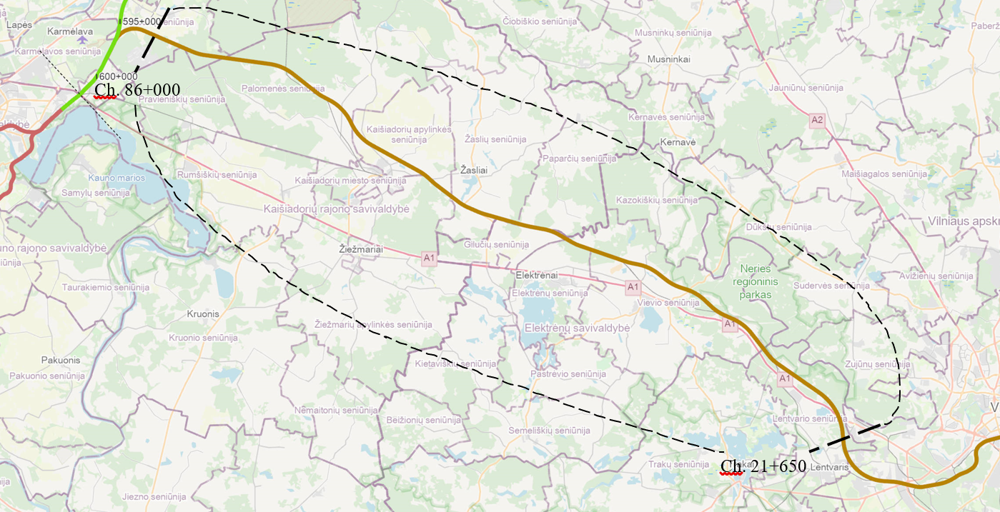 Lapės
1595+000
eniūnija
Karmėlava
Karmėlavos seniūnija
1600+000
Ch. 86+000
Pravieniškių seniūnija
Palomenės seniūnija
Čiobiškio seniūnija
Musninkų seniūnija
Musninkai
Jauniūnų seniūnija
A2
Kernavės seniūnija
Kernavė
Kaišiadorių apylinkės
seniūnija
Žaslių seniūnija
Žasliai
Paparčių seniūnija
Maišiagalos seniūnija
Kauno marios
Samylų seniūnija
Rumšiškių seniūnija
Kaišiadorių miesto seniūnija
Kaišiadorių rajono savivaldybė
Kazokiškių seniūnija
Vilniaus apskr
Dūkštų seniūnija
uno rajono savivaldybė
Žiežmariai
A1
Gilučių seniūnija
Elektrėnai
Elektrėnų seniūnija
A1
Vievio seniūnija
Neries
regioninis
parkas
Sudervės seniūnija
Avižienių seniūnija
Taurakiemio seniūnija
Kruonis
Kruonio seniūnija
Žiežmarių apylinkės seniūnija
Elektrėnų savivaldybė
A1
Pakuonis
Pakuonio seniūnija
Kietaviškių seniūnija
Pastrėvio seniūnija
A1
Zujūnų seniūnija
Nemaitonių seniūnija
Beižionių seniūnija
Semeliškių seniūnija
Lentvario seniūnija
Trakų seniūnija
Ch. 21+650
Lentvaris
Jiezno seniūnija